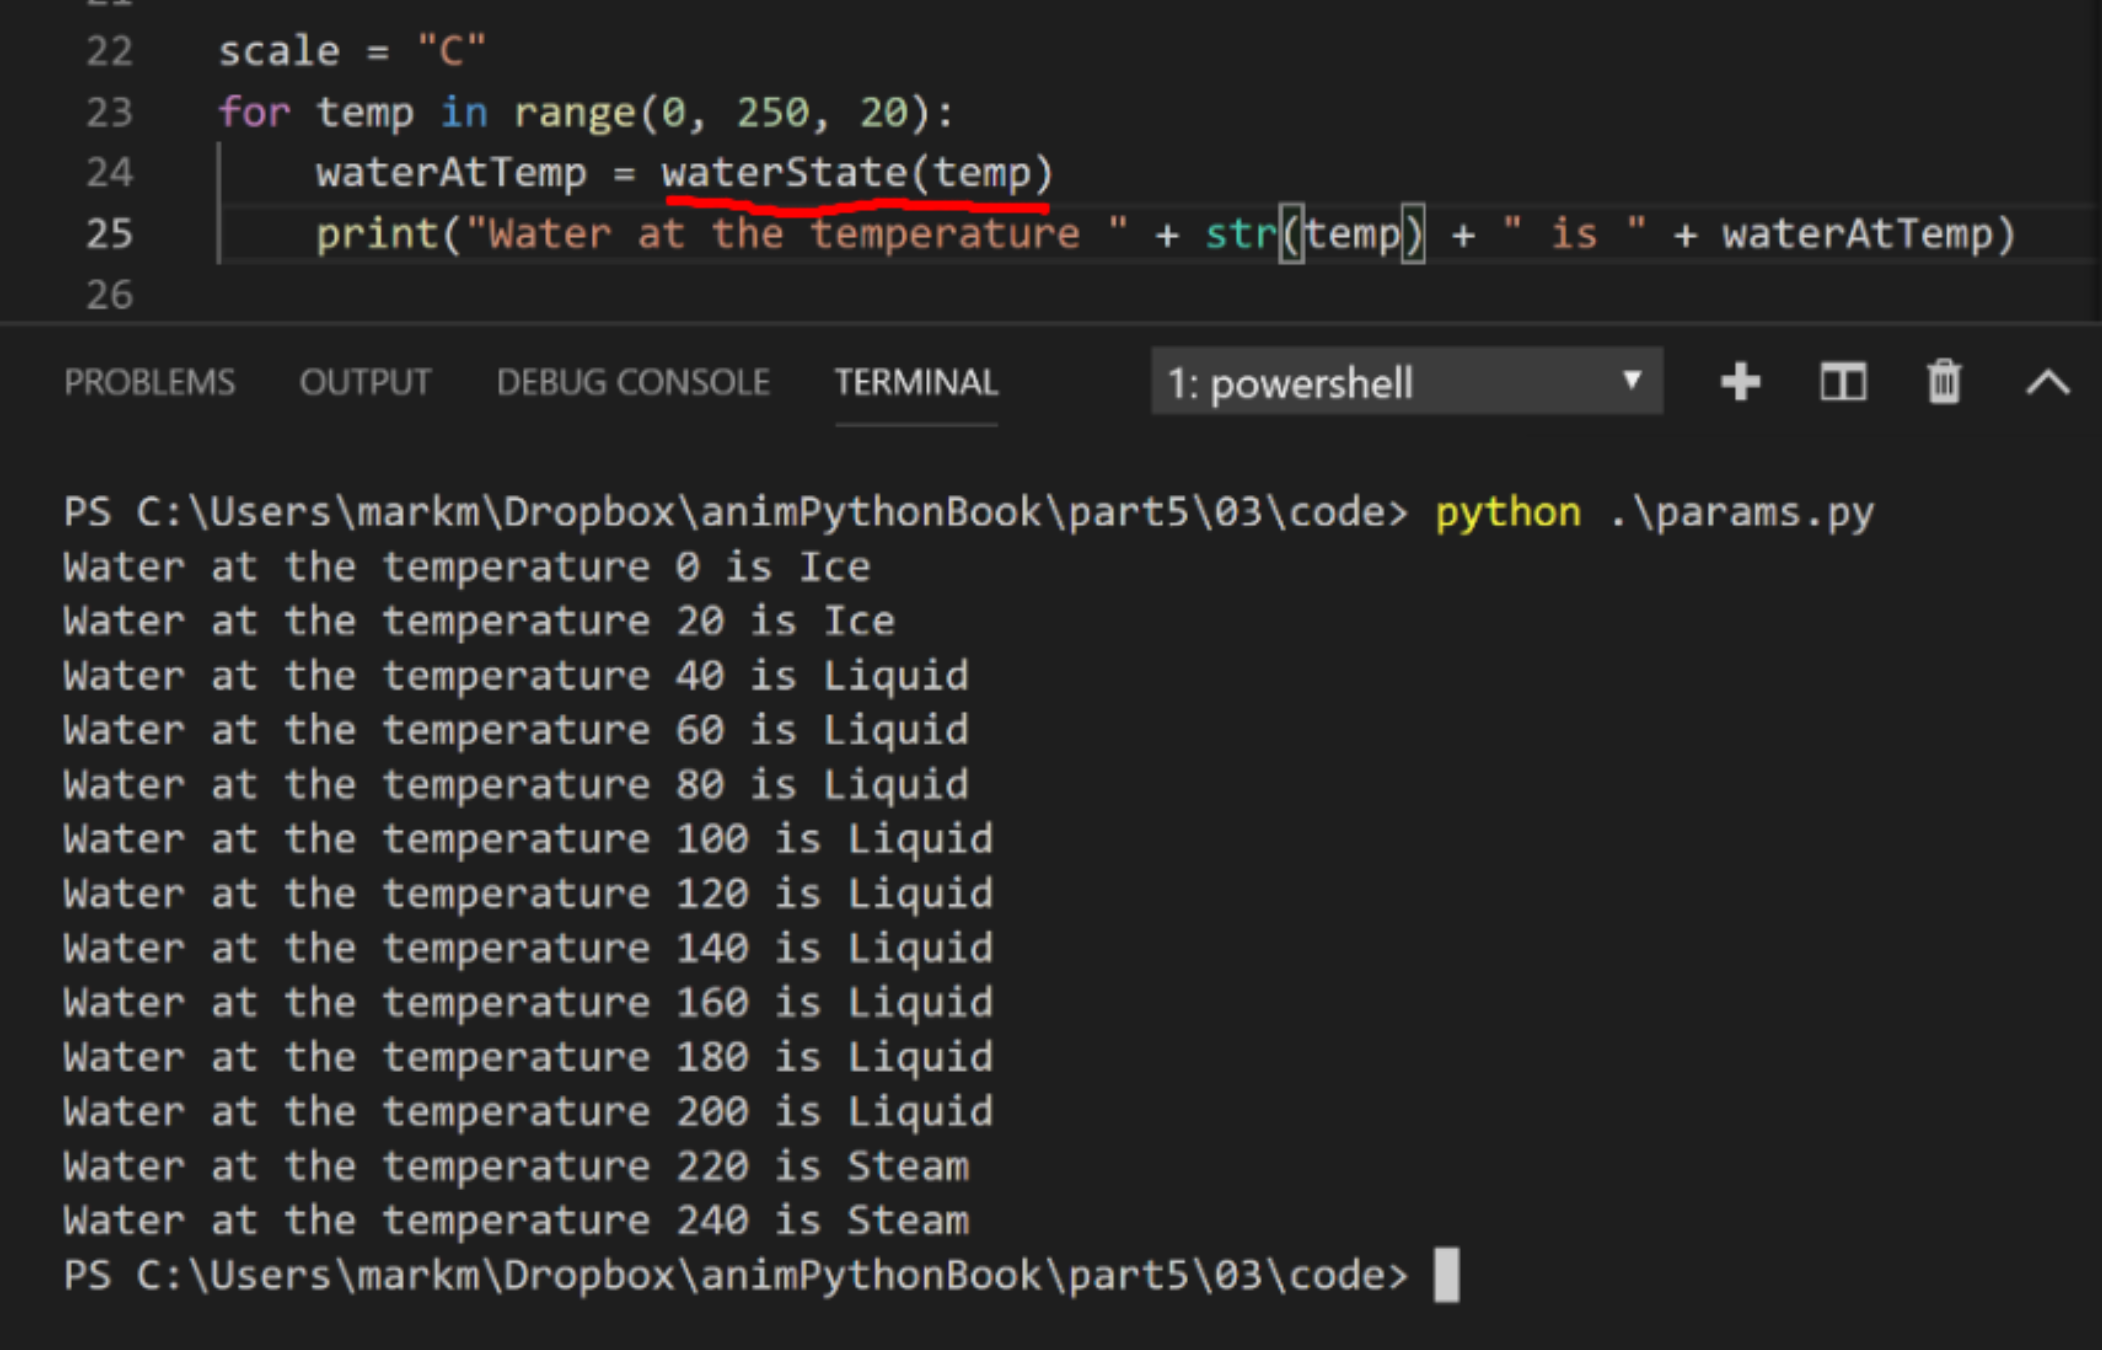 22 scale = "C"
23 for temp in range(0, 250, 20):
24 waterAtTemp = waterState(temp)
25 print("Water at the temperature " + str(temp) + " is " + waterAtTemp)
26
PROBLEMS OUTPUT DEBUG CONSOLE TERMINAL 1: powershell
PS C:\Users\markm\Dropbox\animPythonBook\part5\03\code> python .\params.py
Water at the temperature 0 is Ice
Water at the temperature 20 is Ice
Water at the temperature 40 is Liquid
Water at the temperature 60 is Liquid
Water at the temperature 80 is Liquid
Water at the temperature 100 is Liquid
Water at the temperature 120 is Liquid
Water at the temperature 140 is Liquid
Water at the temperature 160 is Liquid
Water at the temperature 180 is Liquid
Water at the temperature 200 is Liquid
Water at the temperature 220 is Steam
Water at the temperature 240 is Steam
PS C:\Users\markm\Dropbox\animPythonBook\part5\03\code>